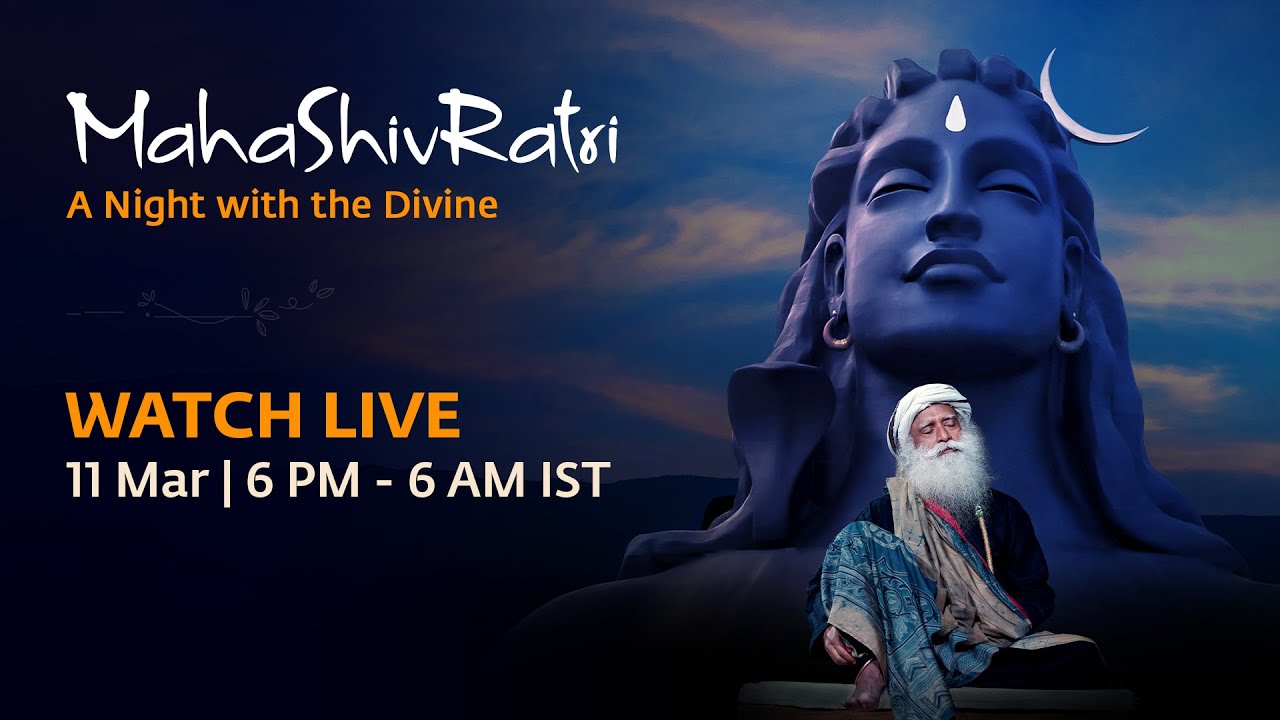 MahaShivRatri
A Night with the Divine
WATCH LIVE
11 Mar | 6 PM - 6 AM IST